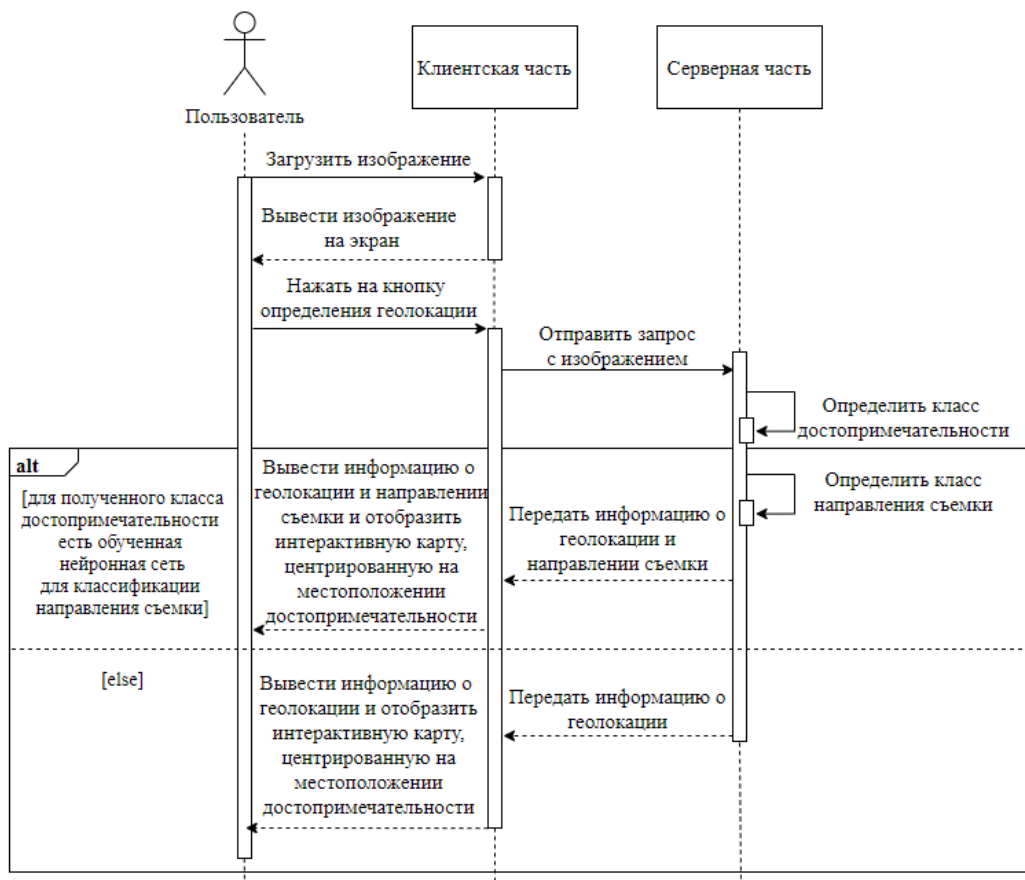 Пользователь
Клиентская часть
Серверная часть
Загрузить изображение
Вывести изображение
на экран
Нажать на кнопку
определения геолокации
Отправить запрос
с изображением
Определить класс
достопримечательности
alt
[для полученного класса
достопримечательности
есть обученная
нейронная сеть
для классификации
направления съемки]
Определить класс
направления съемки
Передать информацию о
геолокации и
направлении съемки
Вывести информацию о
геолокации и направлении
съемки и отобразить
интерактивную карту,
центрированную на
местоположении
достопримечательности
[else]
Передать информацию о
геолокации
Вывести информацию о
геолокации и отобразить
интерактивную карту,
центрированную на
местоположении
достопримечательности